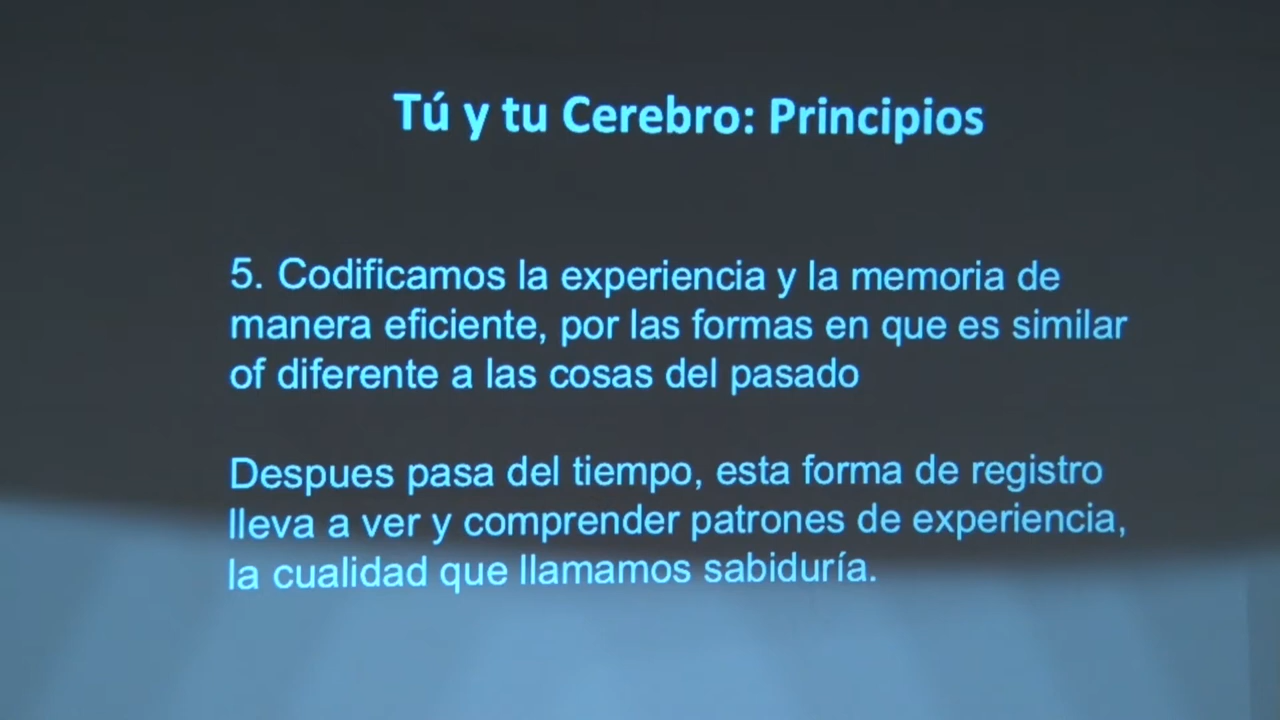 Tú y tu Cerebro: Principios
5. Codificamos la experiencia y la memoria de
manera eficiente, por las formas en que es similar
of diferente a las cosas del pasado
Despues pasa del tiempo, esta forma de registro
lleva a ver y comprender patrones de experiencia,
la cualidad que llamamos sabiduría.